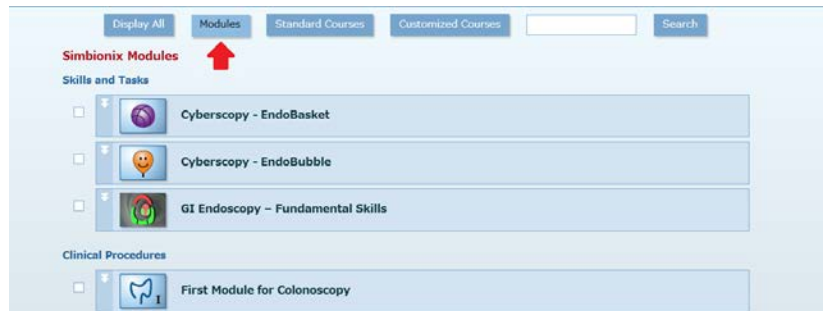 Display All Modules Standard Courses Customized Courses Search
Simbionix Modules
Skills and Tasks
Cyberscopy - EndoBasket
Cyberscopy - EndoBubble
GI Endoscopy – Fundamental Skills
Clinical Procedures
I First Module for Colonoscopy